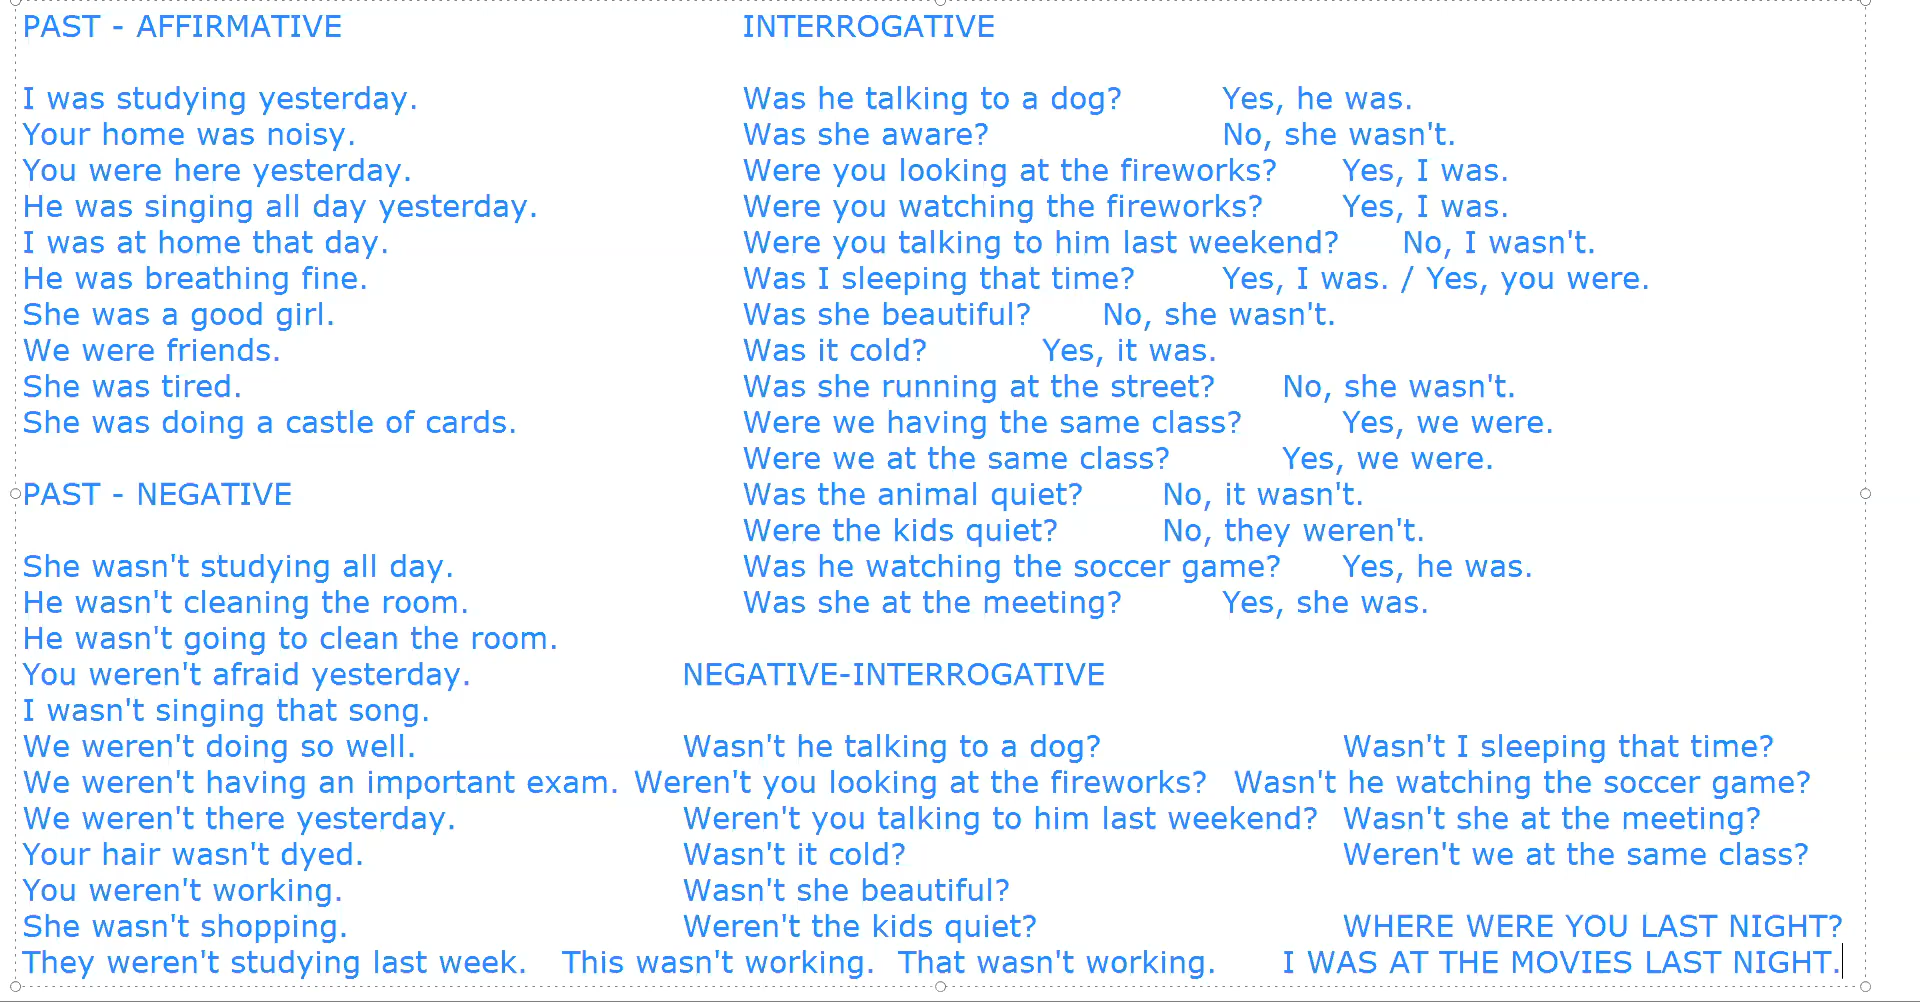 PAST - AFFIRMATIVE
I was studying yesterday.
Your home was noisy.
You were here yesterday.
He was singing all day yesterday.
I was at home that day.
He was breathing fine.
She was a good girl.
We were friends.
She was tired.
She was doing a castle of cards.
PAST - NEGATIVE
She wasn't studying all day.
He wasn't cleaning the room.
He wasn't going to clean the room.
You weren't afraid yesterday.
I wasn't singing that song.
We weren't doing so well.
We weren't having an important exam.
We weren't there yesterday.
Your hair wasn't dyed.
You weren't working.
She wasn't shopping.
They weren't studying last week. This wasn't working. That wasn't working.
INTERROGATIVE
Was he talking to a dog? Yes, he was.
Was she aware? No, she wasn't.
Were you looking at the fireworks? Yes, I was.
Were you watching the fireworks? Yes, I was.
Were you talking to him last weekend? No, I wasn't.
Was I sleeping that time? Yes, I was. / Yes, you were.
Was she beautiful? No, she wasn't.
Was it cold? Yes, it was.
Was she running at the street? No, she wasn't.
Were we having the same class? Yes, we were.
Were we at the same class? Yes, we were.
Was the animal quiet? No, it wasn't.
Were the kids quiet? No, they weren't.
Was he watching the soccer game? Yes, he was.
Was she at the meeting? Yes, she was.
NEGATIVE-INTERROGATIVE
Wasn't he talking to a dog?
Weren't you looking at the fireworks?
Weren't you talking to him last weekend?
Wasn't it cold?
Wasn't she beautiful?
Weren't the kids quiet?
Wasn't I sleeping that time?
Wasn't he watching the soccer game?
Wasn't she at the meeting?
Weren't we at the same class?
WHERE WERE YOU LAST NIGHT?
I WAS AT THE MOVIES LAST NIGHT.